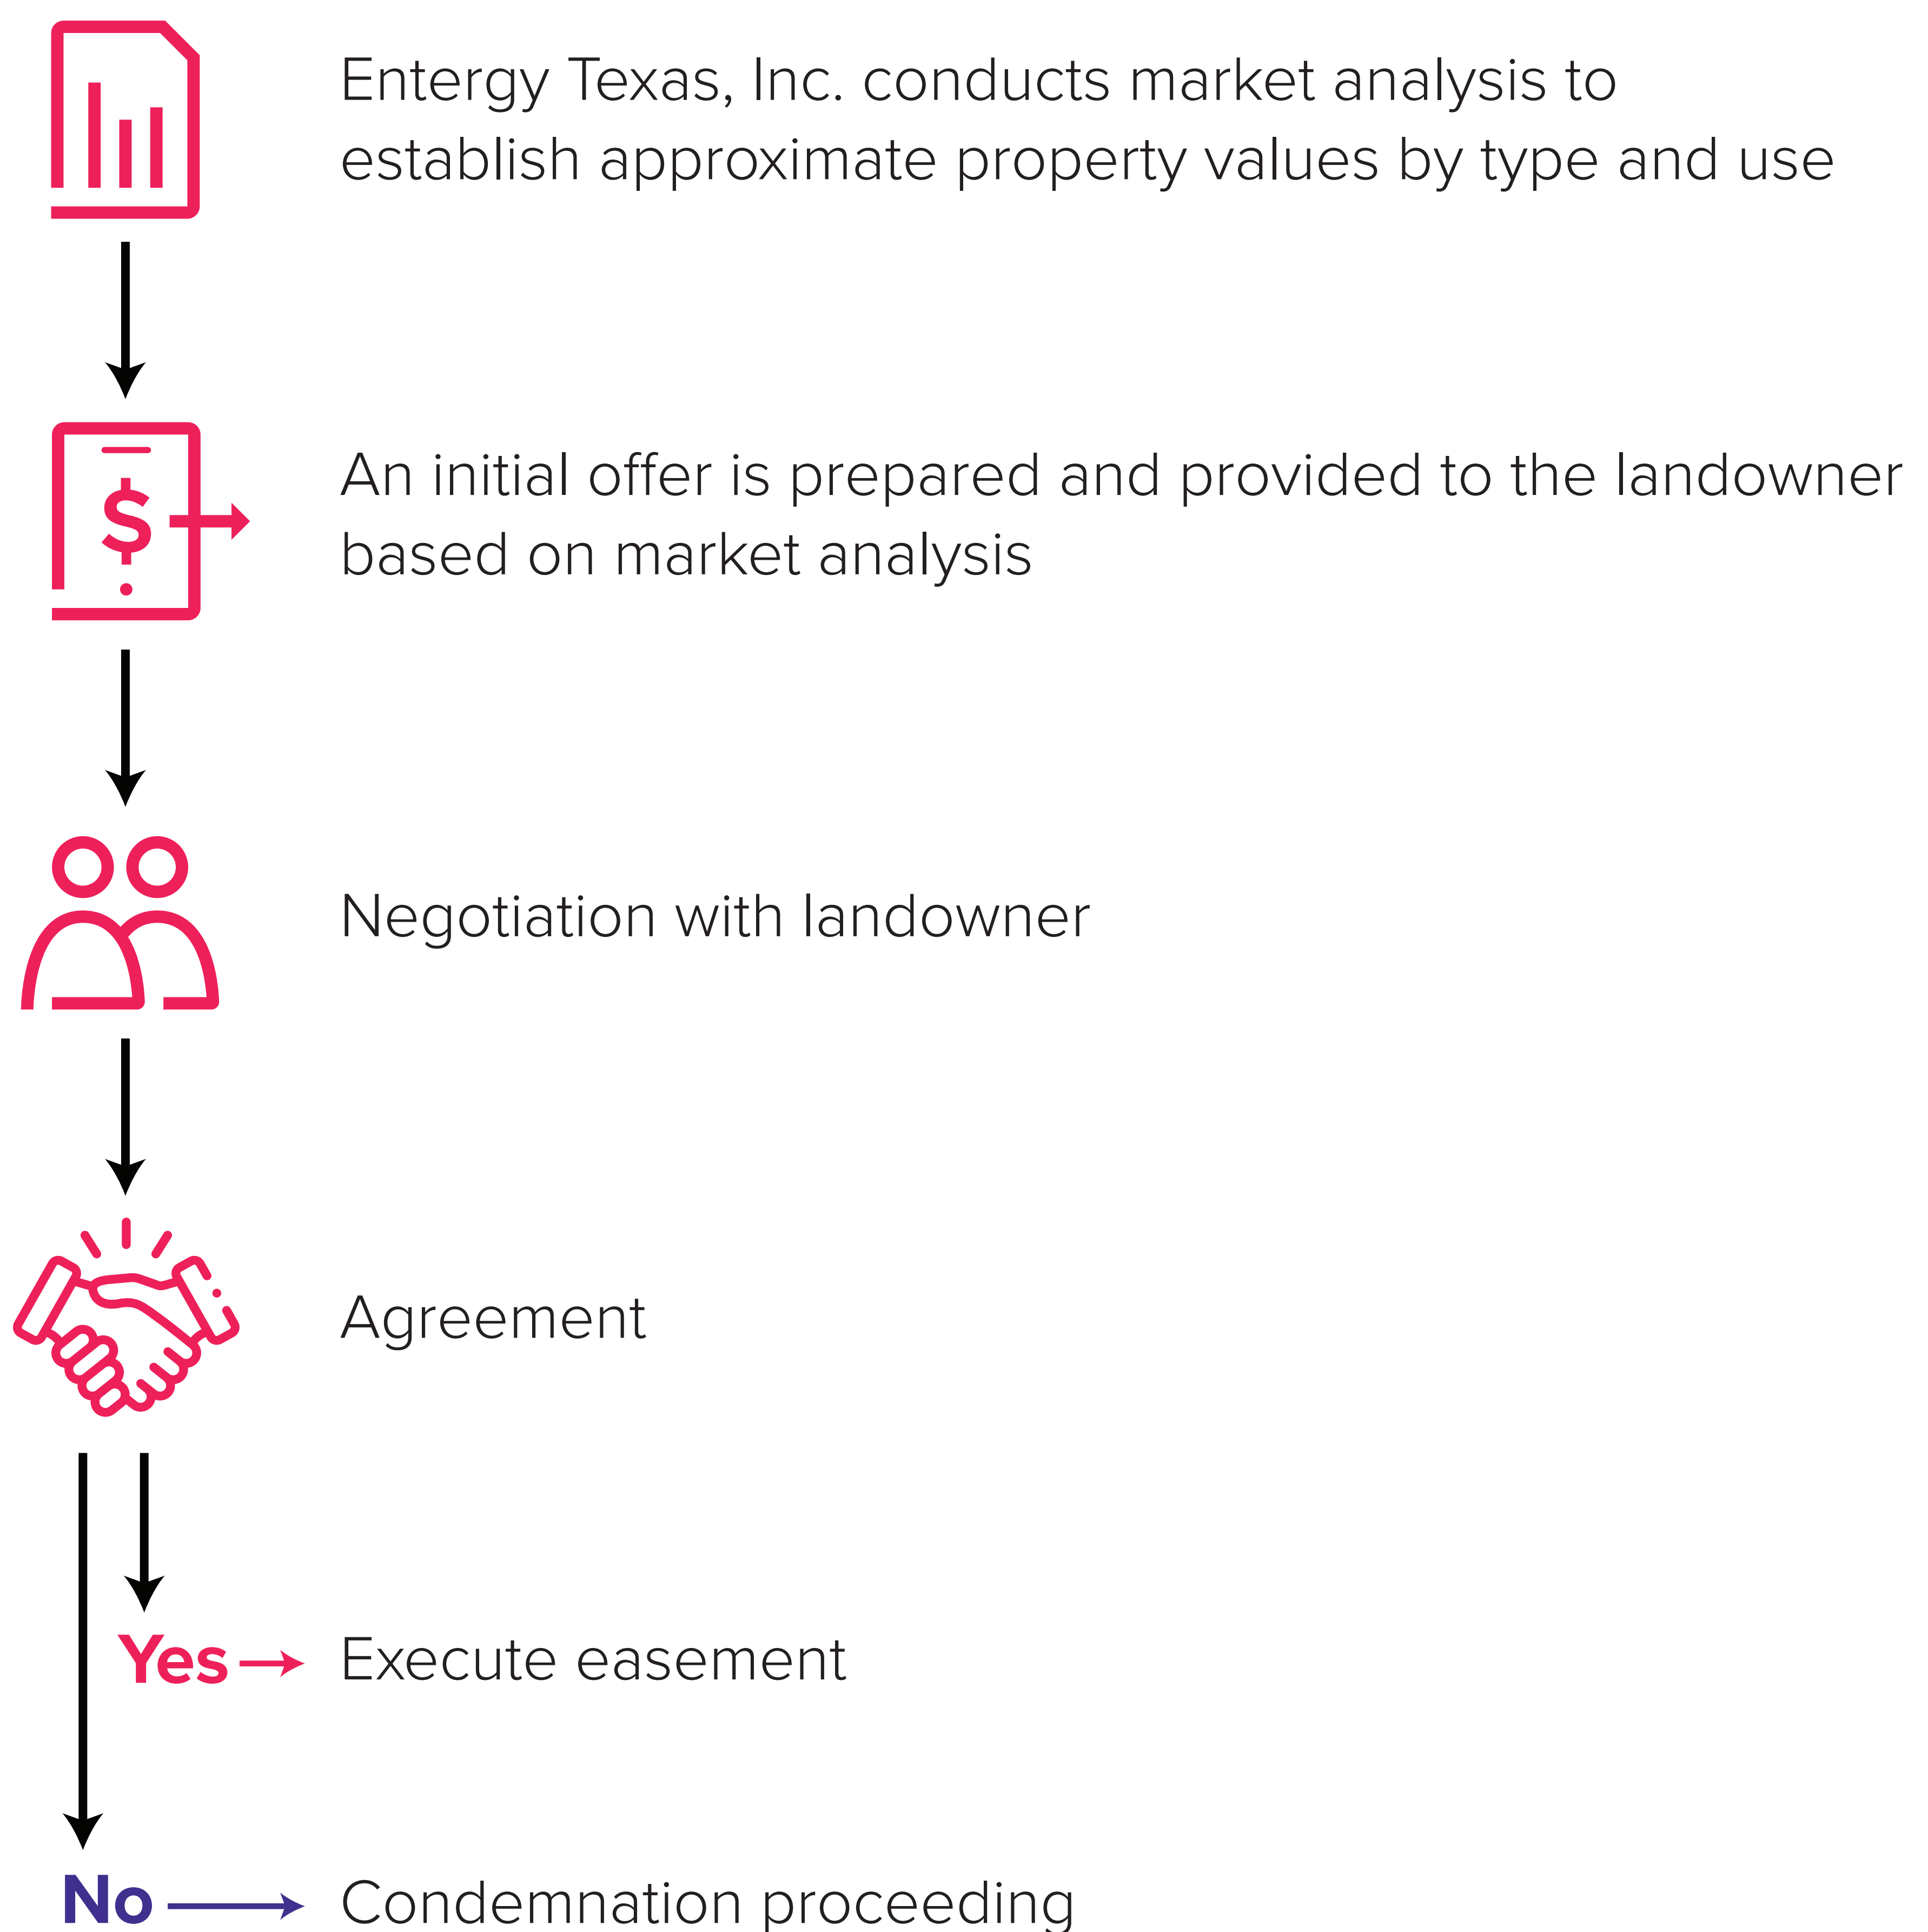 Entergy Texas, Inc. conducts market analysis to
establish approximate property values by type and use
$
An initial offer is prepared and provided to the landowner
based on market analysis
Negotiation with landowner
Agreement
Yes Execute easement
No Condemnation proceeding